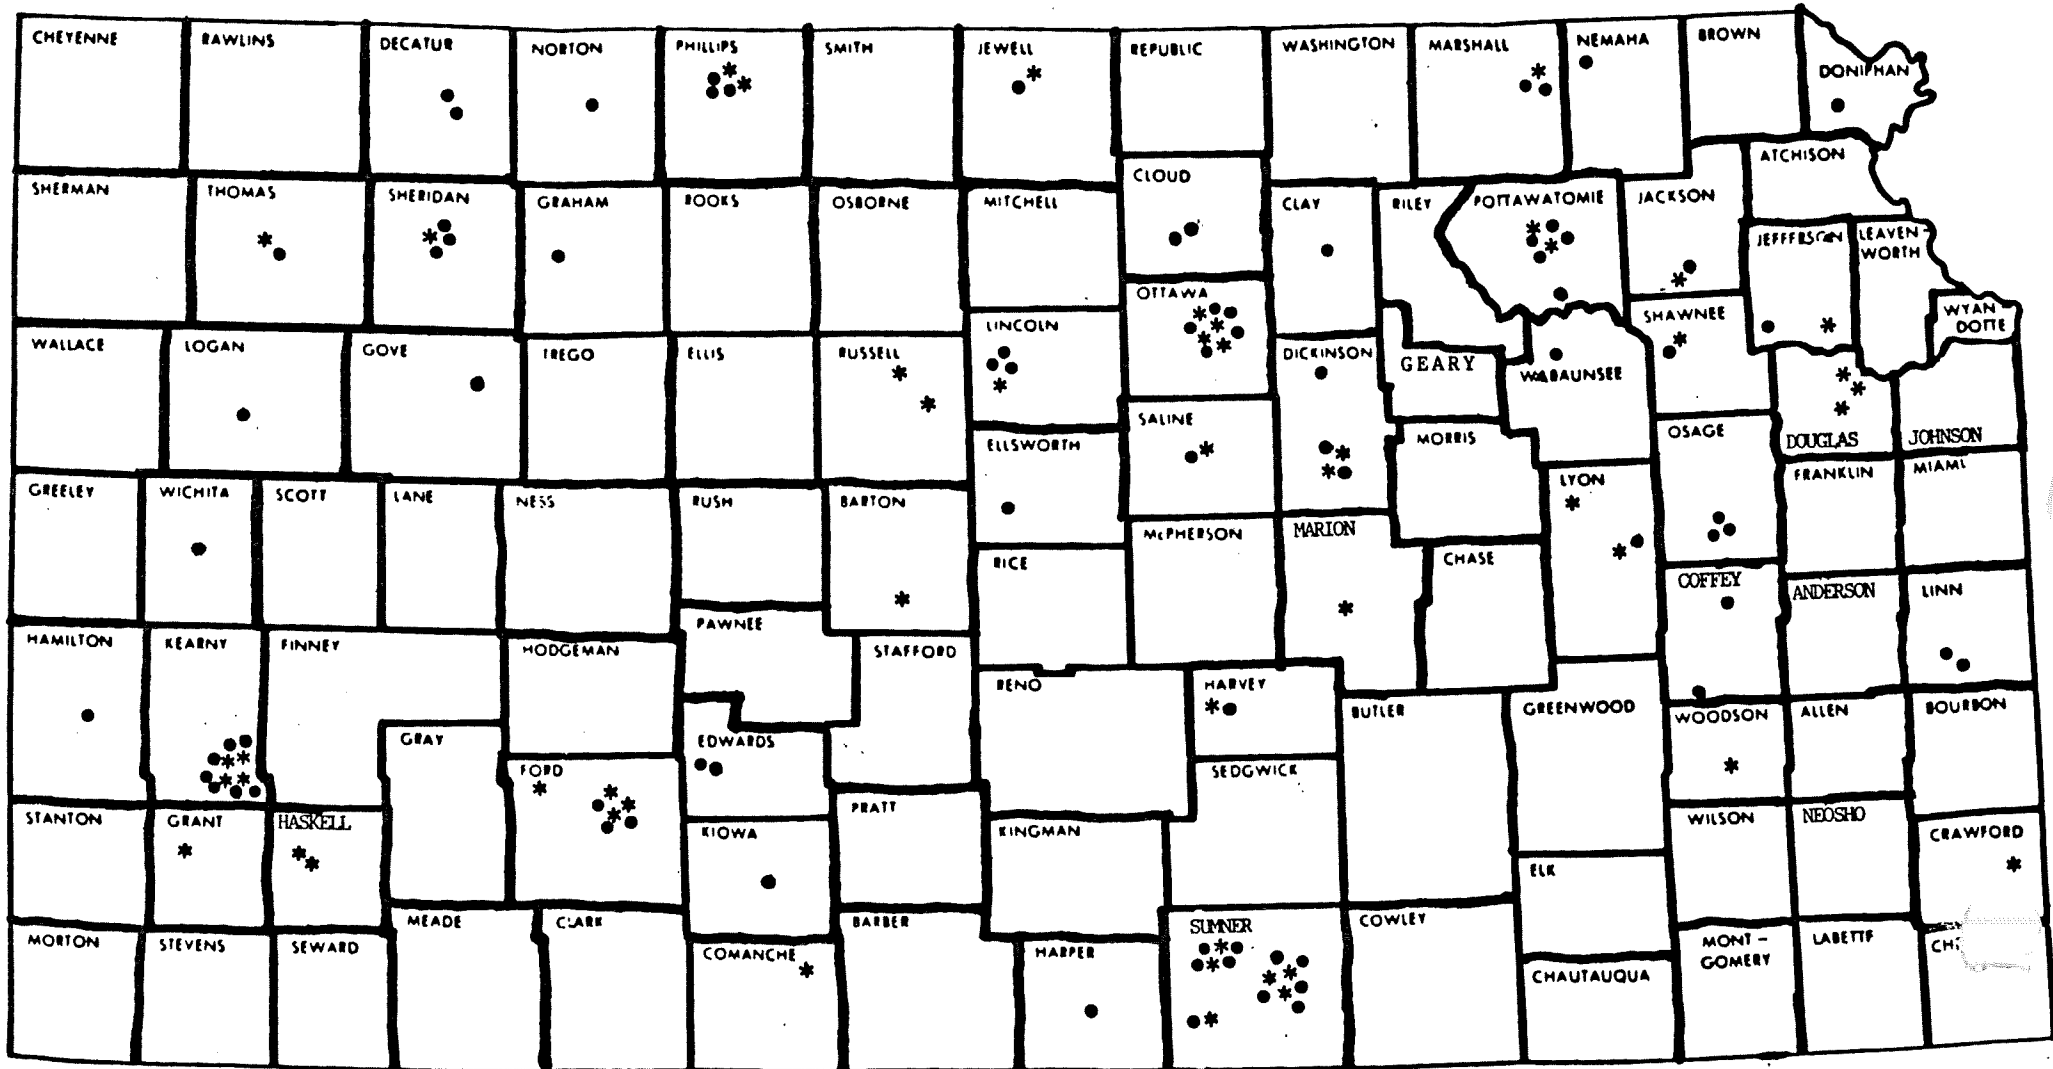 CHEYENNE
RAWLINS
DECATUR
NORTON
PHILLIPS
SMITH
JEWELL
REPUBLIC
WASHINGTON
MARSHALL
NEMAHA
BROWN
DONIPHAN
ATCHISON
SHERMAN
THOMAS
SHERIDAN
GRAHAM
ROOKS
OSBORNE
MITCHELL
CLOUD
CLAY
RILEY
POTTAWATOMIE
JACKSON
JEFFERSON
LEAVEN-
WORTH
OTTAWA
WYAN
DOTTE
WALLACE
LOGAN
GOVE
TREGO
ELLIS
RUSSELL
LINCOLN
DICKINSON
GEARY
WABAUNSEE
SHAWNEE
SALINE
ELLSWORTH
MORRIS
OSAGE
DOUGLAS
JOHNSON
GREELEY
WICHITA
SCOTT
LANE
NESS
RUSH
BARTON
LYON
FRANKLIN
MIAMI
McPHERSON
MARION
RICE
CHASE
COFFEY
ANDERSON
LINN
HAMILTON
KEARNY
FINNEY
HODGEMAN
PAWNEE
STAFFORD
RENO
HARVEY
BUTLER
GREENWOOD
WOODSON
ALLEN
BOURBON
GRAY
EDWARDS
FORD
SEDGWICK
STANTON
GRANT
HASKELL
KIOWA
PRATT
KINGMAN
WILSON
NEOSHO
CRAWFORD
ELK
MORTON
STEVENS
SEWARD
MEADE
CLARK
COMANCHE
BARBER
HARPER
SUMNER
COWLEY
CHAUTAUQUA
MONT-
GOMERY
LABETTE